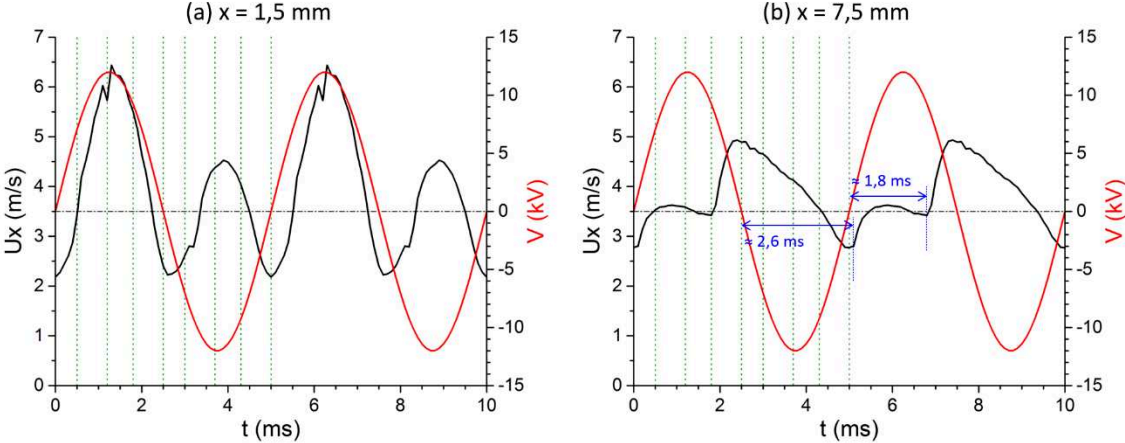 (a) x = 1,5 mm
7
6
5
4
3
2
1
0
Ux (m/s)
15
10
5
0
-5
-10
-15
V (kV)
0 2 4 6 8 10
t (ms)
(b) x = 7,5 mm
7
6
5
4
3
2
1
0
Ux (m/s)
≈ 1,8 ms
≈ 2,6 ms
15
10
5
0
-5
-10
-15
V (kV)
0 2 4 6 8 10
t (ms)